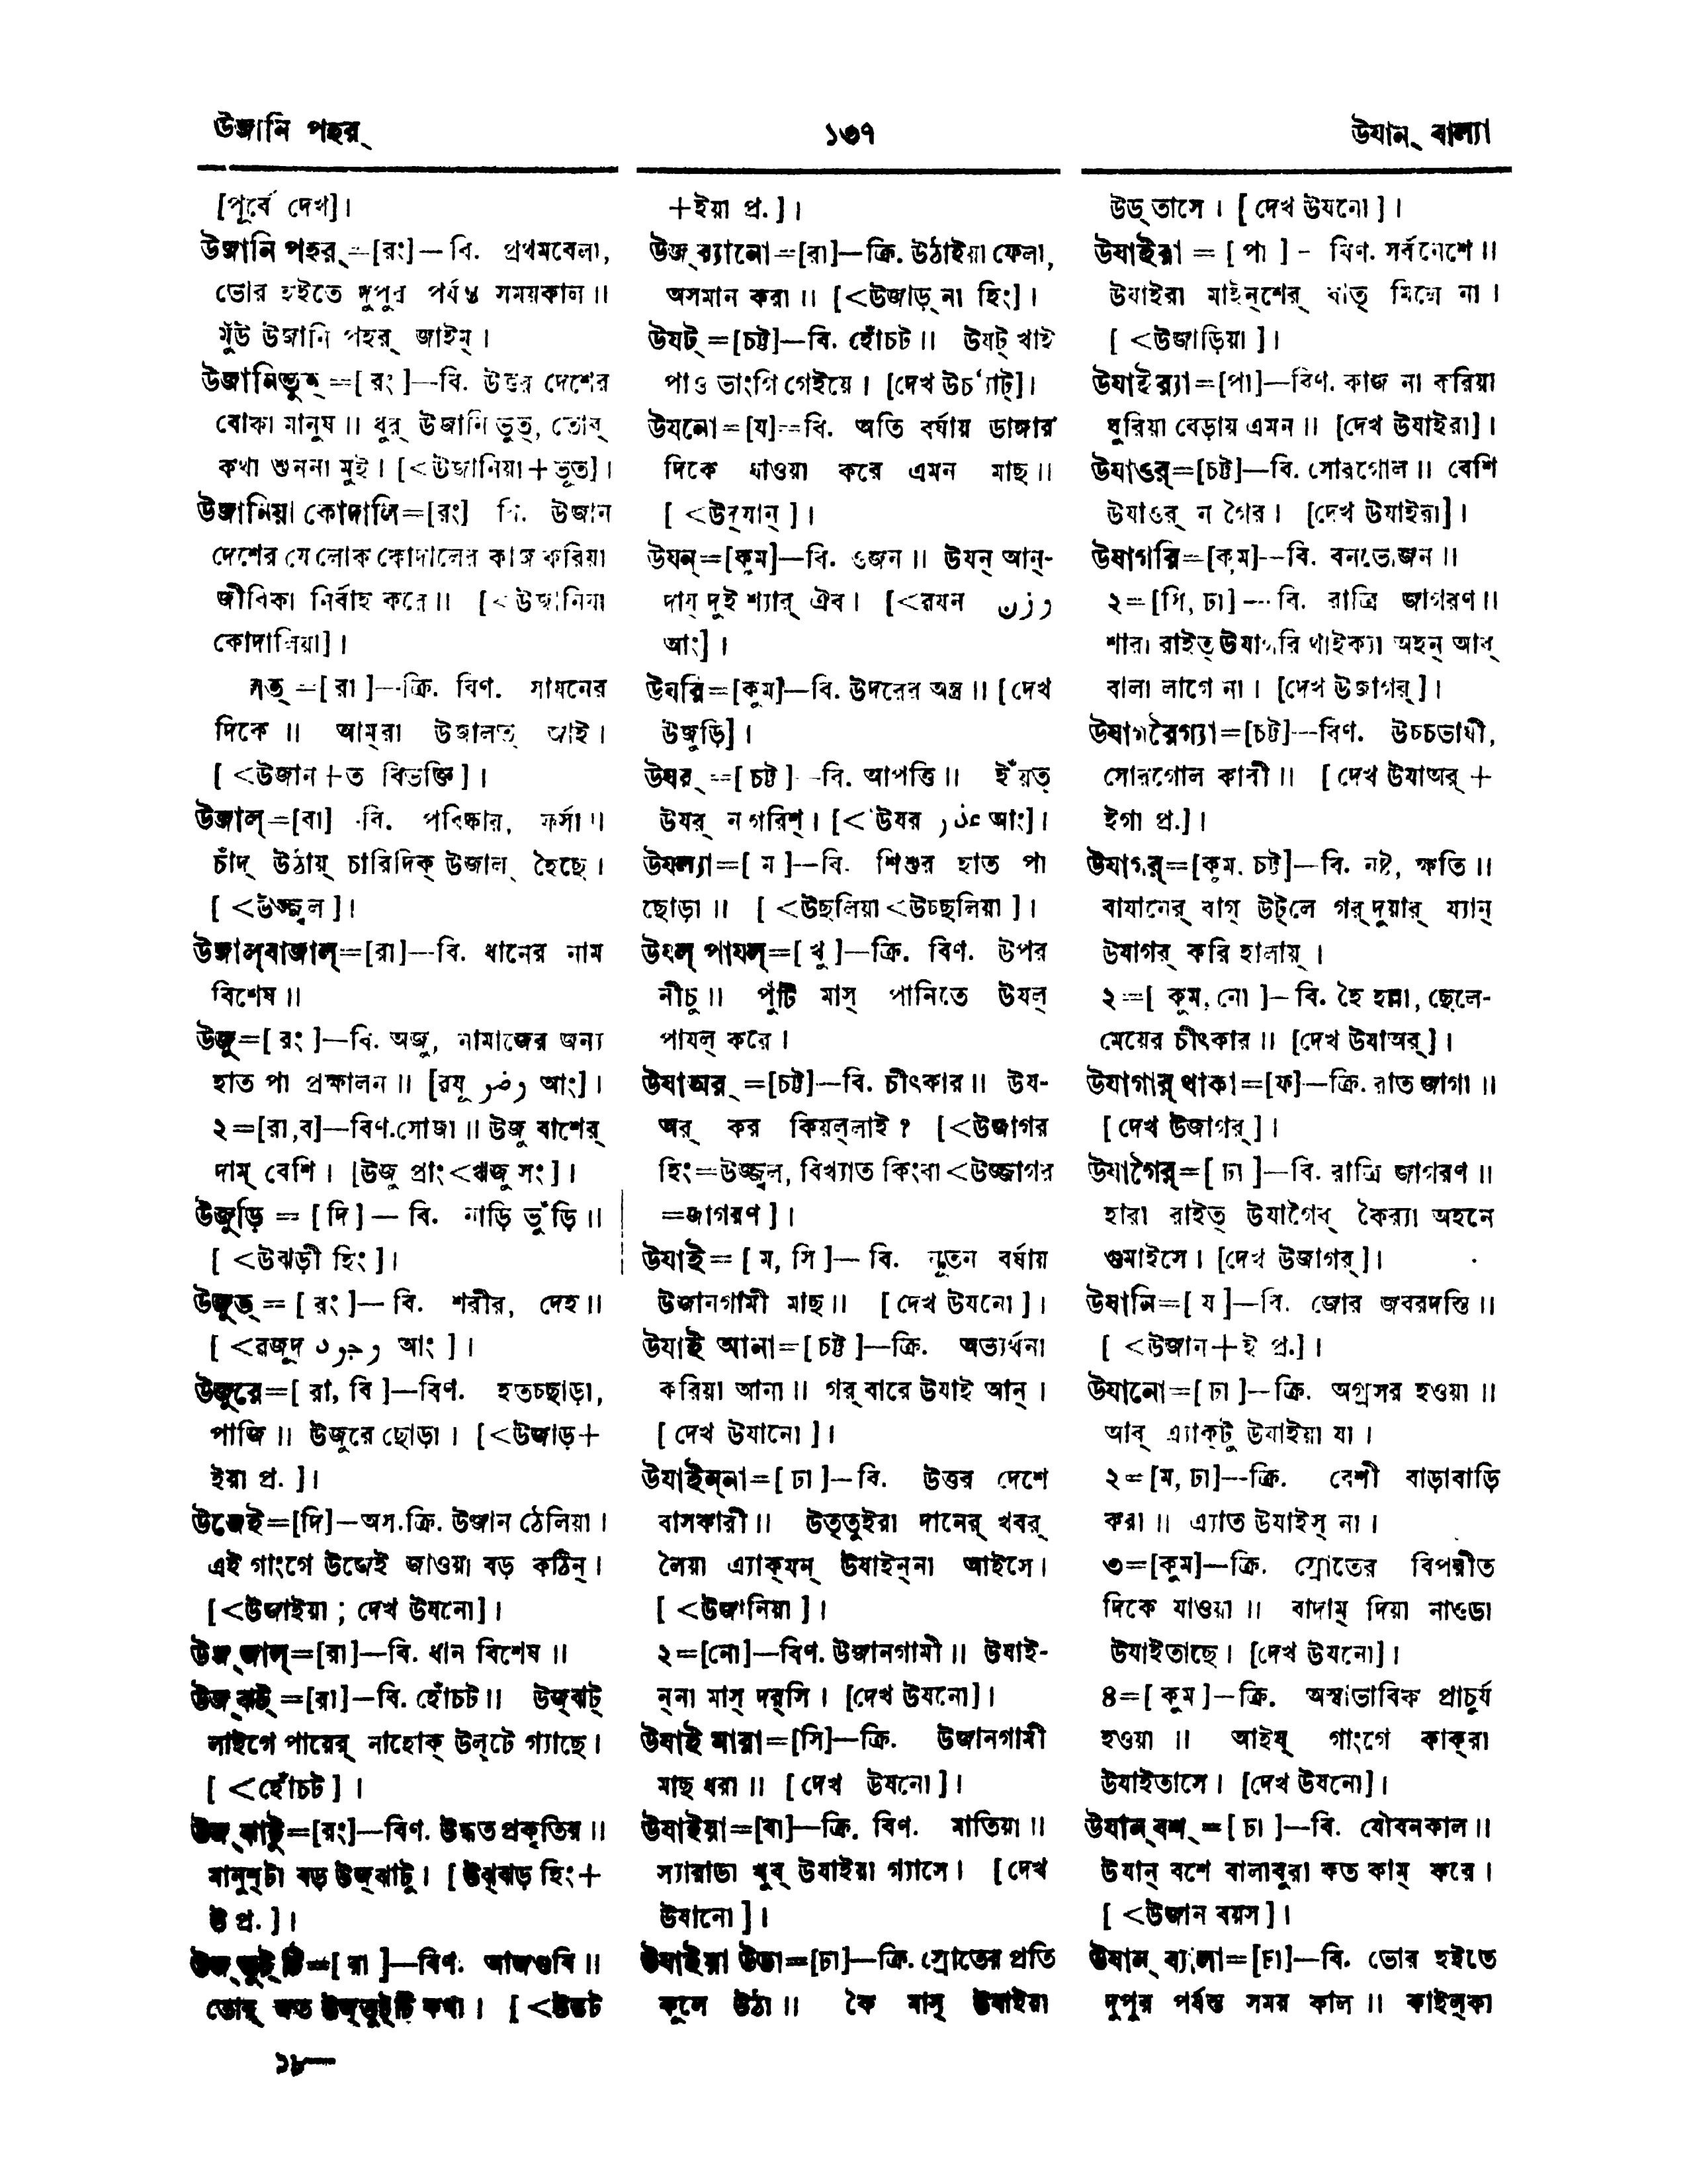 উজানি পহর্
১৩৭
উযান্ বাল্যা
[পূর্বে দেখ]।
উজানি পহর্=[রং]—বি. প্রথমবেলা,
ভোর হইতে দুপুর পর্যন্ত সময়কাল॥
মুঁউ উজানি পহর্ জাইম্।
উজানিভুত্=[রং]—বি. উত্তর দেশের
বোকা মানুষ॥ ধুর্ উজানি ভুত্, তোর্
কথা শুননা মুই। [<উজানিয়া+ভূত]।
উজানিয়া কোদালি=[রং] বি. উজান
দেশের যে লোক কোদালের কাজ করিয়া
জীবিকা নির্বাহ করে॥ [<উজানিয়া
কোদালিয়া]।
লত্=[রা]—ক্রি. বিণ. সামনের
দিকে॥ আম্‌রা উজালত্ জাই।
[<উজান+ত বিভক্তি]।
উজাল্=[বা] -বি. পরিষ্কার, ফর্সা॥
চাঁদ্ উঠায়্ চারিদিক্ উজাল্ হৈছে।
[<উজ্জ্বল]।
উজাল্‌বাজাল্=[রা]—বি. ধানের নাম
বিশেষ॥
উজু=[রং]—বি. অজু, নামাজের জন্য
হাত পা প্রক্ষালন॥ [ৱযূ وضو আং]।
২=[রা,ব]—বিণ.সোজা॥ উজু বাশের্
দাম্ বেশি। [উজু প্রাং<ঋজু সং]।
উজুড়ি=[দি]—বি. নাড়ি ভুঁড়ি॥
[<উঝড়ী হিং]।
উজুত্=[রং]—বি. শরীর, দেহ॥
[<ৱজূদ وجود আং]।
উজুরে=[রা, বি]—বিণ. হতচ্ছাড়া,
পাজি॥ উজুরে ছোড়া। [<উজাড়+
ইয়া প্র.]।
উজেই=[দি]—অস.ক্রি. উজান ঠেলিয়া।
এই গাংগে উজেই জাওয়া বড় কঠিন্।
[<উজাইয়া; দেখ উযনো]।
উজ্‌জাল্=[রা]—বি. ধান বিশেষ॥
উজ্‌ঝট্=[রা]—বি. হোঁচট॥ উজ্‌ঝট্
লাইগে পায়ের্ নাহোক্ উল্‌টে গ্যাছে।
[<হোঁচট]।
উজ্‌ঝাটু=[রং]—বিণ. উদ্ধত প্রকৃতির॥
মানুশ্‌টা বড় উজ্‌ঝাটু। [উঝ্‌ঝড় হিং+
উ প্র.]।
উজ্‌ভুইটি=[রা]—বিণ. আজগুবি॥
তোর্ জত উজ্‌ভুইটি কথা। [<উদ্ভট
১৮—
+ইয়া প্র.]।
উজ্‌ব্যানো=[রা]—ক্রি. উঠাইয়া ফেলা,
অসমান করা॥ [<উজাড়্‌না হিং]।
উযট্=[চট্ট]—বি. হোঁচট॥ উযট্ খাই
পাও ভাংগি গেইয়ে। [দেখ উচ'্যাট্]।
উযনো=[য]—বি. অতি বর্ষায় ডাঙ্গার
দিকে যাওয়া করে এমন মাছ॥
[<উদ্‌যান্]।
উযন্=[কুম]—বি. ওজন॥ উযন্ আন্-
দায্ দুই শ্যার্ ঐব। [<ৱযন وزن
আং]।
উযরি=[কুম]—বি. উদরের অন্ত্র॥ [দেখ
উজুড়ি]।
উযর্=[চট্ট]-বি. আপত্তি॥ ইঁয়ত্
উযর্ ন গরিশ্। [<'উযর عذر আং]।
উযল্যা=[ম]—বি. শিশুর হাত পা
ছোড়া॥ [<উছলিয়া<উচ্ছলিয়া]।
উযল্ পাযল্=[খু]—ক্রি. বিণ. উপর
নীচু॥ পুঁটি মাস্ পানিতে উযল্
পাযল্ করে।
উযাঅর্=[চট্ট]—বি. চীৎকার॥ উয-
অর্ কর কিয়ল্‌লাই? [<উজাগর
হিং=উজ্জ্বল, বিখ্যাত কিংবা<উজ্জাগর
=জাগরণ]।
উযাই=[ম, সি]—বি. নূতন বর্ষায়
উজানগামী মাছ॥ [দেখ উযনো]।
উযাই আনা=[চট্ট]—ক্রি. অভ্যর্থনা
করিয়া আনা॥ গর্ বারে উযাই আন্।
[দেখ উযানো]।
উযাইন্‌না=[ঢা]—বি. উত্তর দেশে
বাসকারী॥ উত্‌তুইরা দানের্ খবর্
লৈয়া এ্যাক্‌যম্ উযাইন্‌না আইসে।
[<উজানিয়া]।
২=[নো]—বিণ. উজানগামী॥ উযাই-
ন্‌না মাস্ দর্‌সি। [দেখ উযনো]।
উযাই মারা=[সি]—ক্রি. উজানগামী
মাছ ধরা॥ [দেখ উযনো]।
উযাইয়া=[বা]—ক্রি. বিণ. মাতিয়া॥
স্যারাডা খুব্ উযাইয়া গ্যাসে। [দেখ
উযানো]।
উযাইয়া উডা=[ঢা]—ক্রি. স্রোতের প্রতি
কূলে উঠা॥ কৈ মাস্ উযাইয়া
উড্‌তাসে। [দেখ উযনো]।
উযাইরা=[পা]- বিণ. সর্বনেশে॥
উযাইরা মাইন্‌শের্ বাত্ মিলে না।
[<উজাড়িয়া]।
উযাইর্‌্যা=[পা]—বিণ. কাজ না করিয়া
ঘুরিয়া বেড়ায় এমন॥ [দেখ উযাইরা]।
উযাওর্=[চট্ট]—বি. সোরগোল॥ বেশি
উযাওর্ ন গৈর। [দেখ উযাইরা]।
উযাগরি=[কুম]—বি. বনভোজন॥
২=[সি, ঢা]—বি. রাত্রি জাগরণ॥
শারা রাইত্ উযাগরি থাইক্যা অহন্ আর্
বালা লাগে না। [দেখ উজাগর্]।
উযাগরৈগ্যা=[চট্ট]—বিণ. উচ্চভাষী,
সোরগোল কারী॥ [দেখ উযাঅর্+
ইগা প্র.]।
উযাগর্=[কুম. চট্ট]—বি. নষ্ট, ক্ষতি॥
বাযানের্ বাগ্ উট্‌লে গর্ দুয়ার্ য্যান্
উযাগর্ করি হালায়্।
২=[কুম, নো]—বি. হৈ হল্লা, ছেলে-
মেয়ের চীৎকার॥ [দেখ উযাঅর্]।
উযাগার্ থাকা=[ফ]—ক্রি. রাত জাগা॥
[দেখ উজাগর্]।
উযাগৈর্=[ঢা]—বি. রাত্রি জাগরণ॥
হারা রাইত্ উযাগৈর্ কৈর‍্যা অহনে
গুমাইসে। [দেখ উজাগর্]।
উযানি=[য]—বি. জোর জবরদস্তি॥
[<উজান+ই প্র.]।
উযানো=[ঢা]—ক্রি. অগ্রসর হওয়া॥
আর্ এ্যাক্‌টু উযাইয়া যা।
২=[ম, ঢা]—ক্রি. বেশী বাড়াবাড়ি
করা॥ এ্যাত উযাইস্ না।
৩=[কুম]—ক্রি. স্রোতের বিপরীত
দিকে যাওয়া॥ বাদাম্ দিয়া নাওডা
উযাইতাছে। [দেখ উযনো]।
৪=[কুম]—ক্রি. অস্বাভাবিক প্রাচুর্য
হওয়া॥ আইয্ গাংগে কাক্‌রা
উযাইতাসে। [দেখ উযনো]।
উযান্ বশ্=[ঢা]—বি. যৌবনকাল॥
উযান্ বশে বালাবুরা কত কাম্ করে।
[<উজান বয়স]।
উযান্ ব্যালা=[ঢা]—বি. ভোর হইতে
দুপুর পর্যন্ত সময় কাল॥ কাইল্‌কা